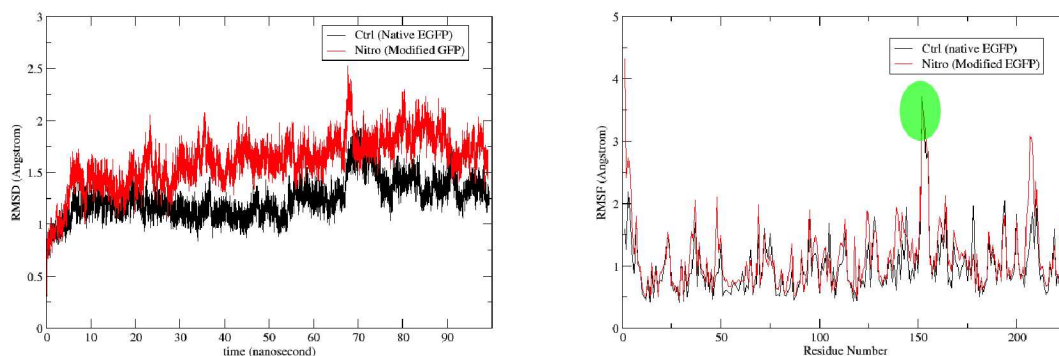 3
2.5
2
1.5
1
0.5
0
RMSD (Angstrom)
Ctrl (Native EGFP)
Nitro (Modified GFP)
0 10 20 30 40 50 60 70 80 90
time (nanosecond)
5
4
3
2
1
0
RMSF (Angstrom)
Ctrl (native EGFP)
Nitro (Modified EGFP)
0 50 100 150 200
Residue Number